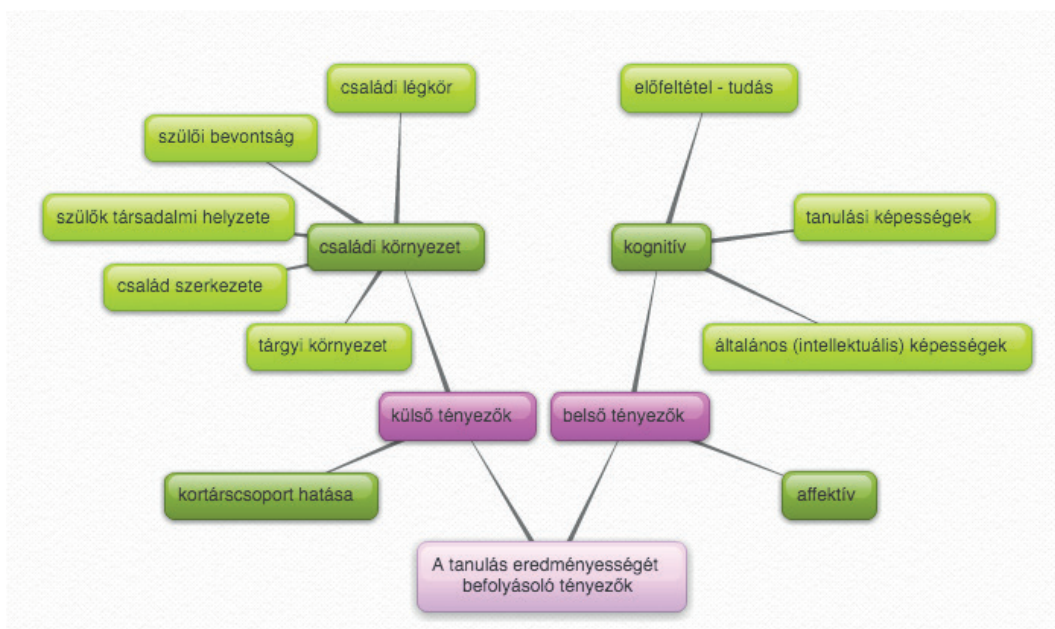 családi légkör
előfeltétel - tudás
szülői bevontság
szülők társadalmi helyzete
tanulási képességek
családi környezet
kognitív
család szerkezete
tárgyi környezet
általános (intellektuális) képességek
külső tényezők
belső tényezők
kortárscsoport hatása
affektív
A tanulás eredményességét
befolyásoló tényezők